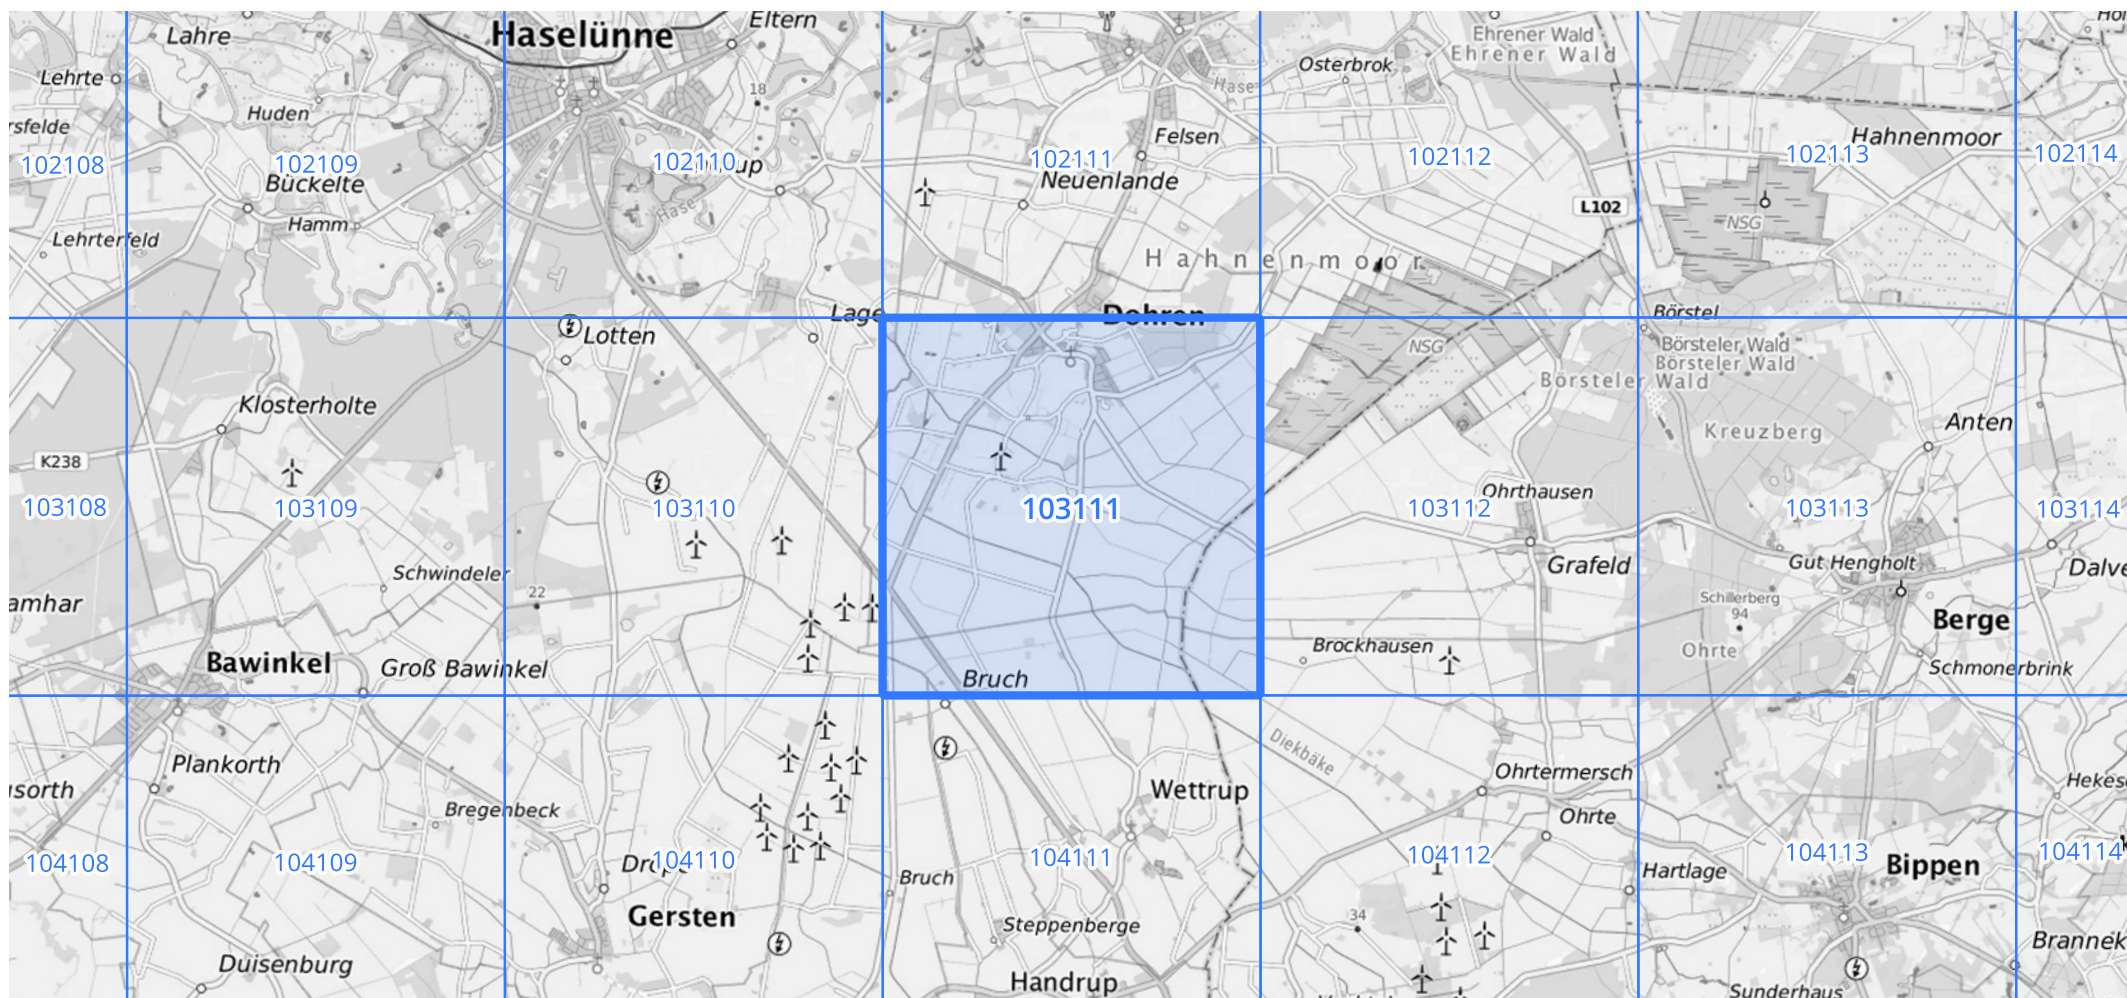 Lahre
Haselünne
Eltern
Ehrener Wald
Ehrener Wald
Lehrte
Osterbrok
Huden
18
Hase
rsfelde
Felsen
Hahnenmoor
102108
102109
102110
102111
102112
102113
102114
Bückelte
Neuenlande
Hamm
Hase
L102
NSG
Lehrterfeld
Hahnenmoor
Lage
Dohren
Börstel
Lotten
NSG
Börsteler Wald
Börsteler Wald
Börsteler Wald
Klosterholte
Kreuzberg
Anten
K238
Ohrthausen
103108
103109
103110
103111
103112
103113
103114
Schwindeler
Grafeld
Gut Hengholt
Dalve
22
amhar
Schillerberg
94
Berge
Bawinkel
Groß Bawinkel
Brockhausen
Ohrte
Schmonerbrink
Bruch
Diekbäke
Plankorth
Ohrtermersch
usorth
Wettrup
Hekese
Bregenbeck
Ohrte
104108
104109
104110
104111
104112
104113
104114
Bruch
Hartlage
Bippen
Gersten
Steppenberge
34
Brannek
Duisenburg
Handrup
Sunderhaus